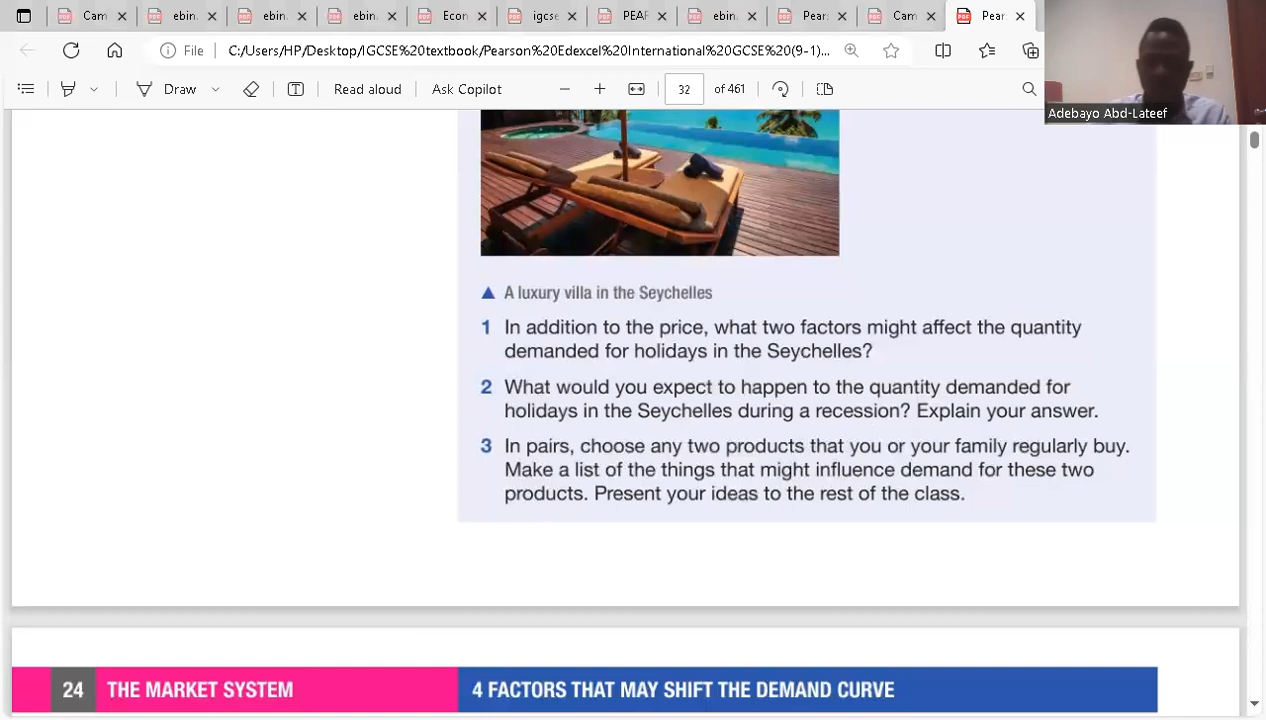 Cam
ebin.
ebin.
ebin.
Econ
igcse
PEAR
ebin.
Pears
Cam
Pear
File
C:/Users/HP/Desktop/IGCSE%20textbook/Pearson%20Edexcel%20International%20GCSE%20(9-1)...
Draw
Read aloud
Ask Copilot
32
of 461
Adebayo Abd-Lateef
A luxury villa in the Seychelles
1 In addition to the price, what two factors might affect the quantity
demanded for holidays in the Seychelles?
2 What would you expect to happen to the quantity demanded for
holidays in the Seychelles during a recession? Explain your answer.
3 In pairs, choose any two products that you or your family regularly buy.
Make a list of the things that might influence demand for these two
products. Present your ideas to the rest of the class.
24 THE MARKET SYSTEM
4 FACTORS THAT MAY SHIFT THE DEMAND CURVE